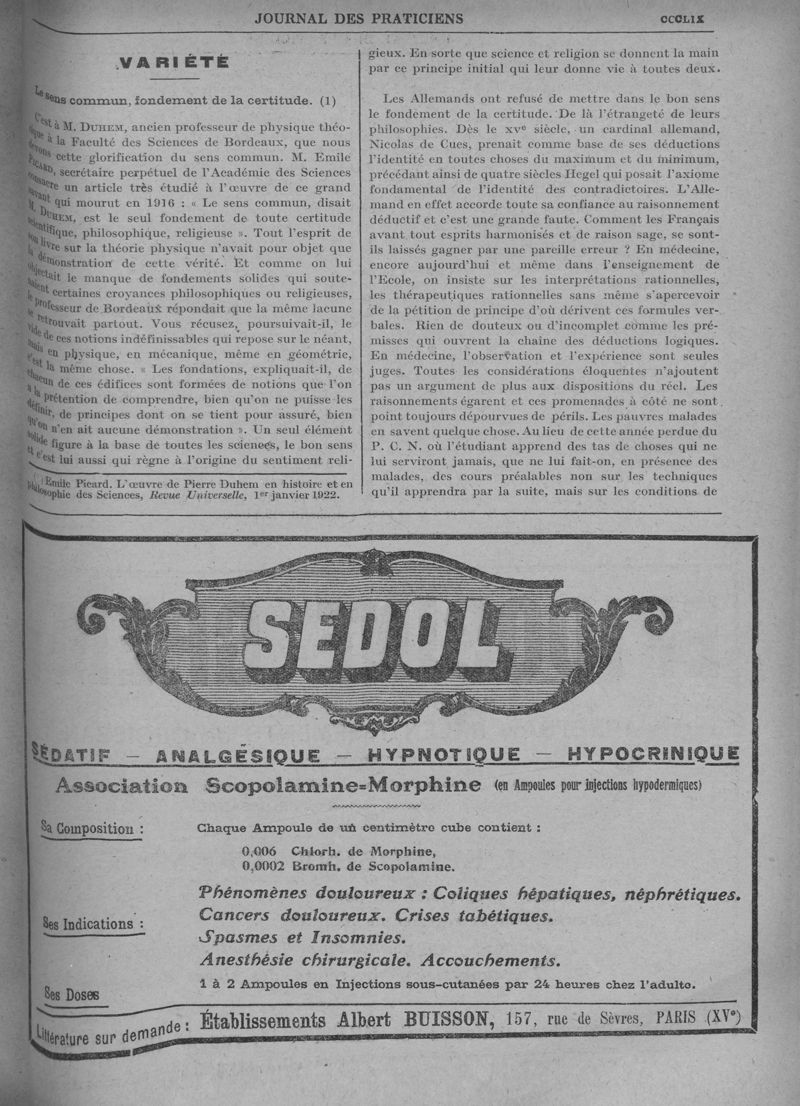 JOURNAL DES PRATICIENS
CCCLIX
VARIÉTÉ
Le sens commun, fondement de la certitude. (1)
C'est à M. DUHEM, ancien professeur de physique théo-
rique à la Faculté des Sciences de Bordeaux, que nous
devons cette glorification du sens commun. M. Emile
PICARD, secrétaire perpétuel de l'Académie des Sciences
consacre un article très étudié à l'œuvre de ce grand
savant qui mourut en 1916 : « Le sens commun, disait
M. DUHEM, est le seul fondement de toute certitude
scientifique, philosophique, religieuse ». Tout l'esprit de
son livre sur la théorie physique n'avait pour objet que
la démonstration de cette vérité. Et comme on lui
objectait le manque de fondements solides qui soute-
naient certaines croyances philosophiques ou religieuses,
le professeur de Bordeaux répondait que la même lacune
se retrouvait partout. Vous récusez, poursuivait-il, le
vide de ces notions indéfinissables qui repose sur le néant,
mais en physique, en mécanique, même en géométrie,
c'est la même chose. « Les fondations, expliquait-il, de
chacun de ces édifices sont formées de notions que l'on
a la prétention de comprendre, bien qu'on ne puisse les
définir, de principes dont on se tient pour assuré, bien
qu'on n'en ait aucune démonstration ». Un seul élément
solide figure à la base de toutes les sciences, le bon sens
et c'est lui aussi qui règne à l'origine du sentiment reli-
(1) Emile Picard. L'œuvre de Pierre Duhem en histoire et en
philosophie des Sciences, Revue Universelle, 1er janvier 1922.
gieux. En sorte que science et religion se donnent la main
par ce principe initial qui leur donne vie à toutes deux.
Les Allemands ont refusé de mettre dans le bon sens
le fondement de la certitude. De là l'étrangeté de leurs
philosophies. Dès le XVe siècle, un cardinal allemand,
Nicolas de Cues, prenait comme base de ses déductions
l'identité en toutes choses du maximum et du minimum,
précédant ainsi de quatre siècles Hegel qui posait l'axiome
fondamental de l'identité des contradictoires. L'Alle-
mand en effet accorde toute sa confiance au raisonnement
déductif et c'est une grande faute. Comment les Français
avant tout esprits harmonisés et de raison sage, se sont-
ils laissés gagner par une pareille erreur ? En médecine,
encore aujourd'hui et même dans l'enseignement de
l'Ecole, on insiste sur les interprétations rationnelles,
les thérapeutiques rationnelles sans même s'apercevoir
de la pétition de principe d'où dérivent ces formules ver-
bales. Rien de douteux ou d'incomplet comme les pré-
misses qui ouvrent la chaîne des déductions logiques.
En médecine, l'observation et l'expérience sont seules
juges. Toutes les considérations éloquentes n'ajoutent
pas un argument de plus aux dispositions du réel. Les
raisonnements égarent et ces promenades à côté ne sont
point toujours dépourvues de périls. Les pauvres malades
en savent quelque chose. Au lieu de cette année perdue du
P. C. N. où l'étudiant apprend des tas de choses qui ne
lui serviront jamais, que ne lui fait-on, en présence des
malades, des cours préalables non sur les techniques
qu'il apprendra par la suite, mais sur les conditions de
SEDOL
SÉDATIF — ANALGÉSIQUE — HYPNOTIQUE — HYPOCRINIQUE
Association Scopolamine=Morphine (en Ampoules pour injections hypodermiques)
Sa Composition :
Chaque Ampoule de un centimètre cube contient :
0,006 Chlorh. de Morphine,
0,0002 Bromh. de Scopolamine.
Ses Indications :
Phénomènes douloureux : Coliques hépatiques, néphrétiques.
Cancers douloureux. Crises tabétiques.
Spasmes et Insomnies.
Anesthésie chirurgicale. Accouchements.
Ses Doses
1 à 2 Ampoules en Injections sous-cutanées par 24 heures chez l'adulte.
Littérature sur demande : Établissements Albert BUISSON, 157, rue de Sèvres, PARIS (XVe)